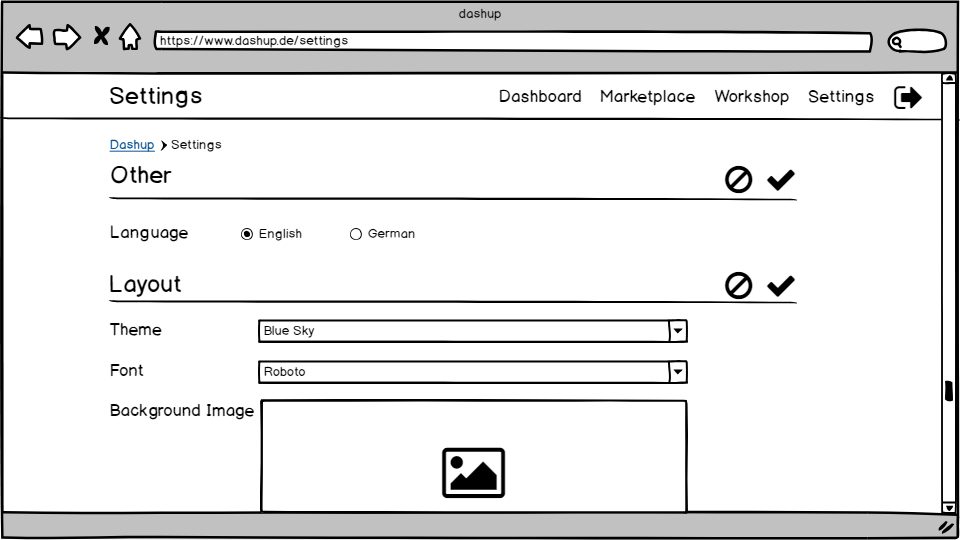 dashup
https://www.dashup.de/settings
Settings Dashboard Marketplace Workshop Settings
Dashup Settings
Other
Language English German
Layout
Theme Blue Sky
Font Roboto
Background Image